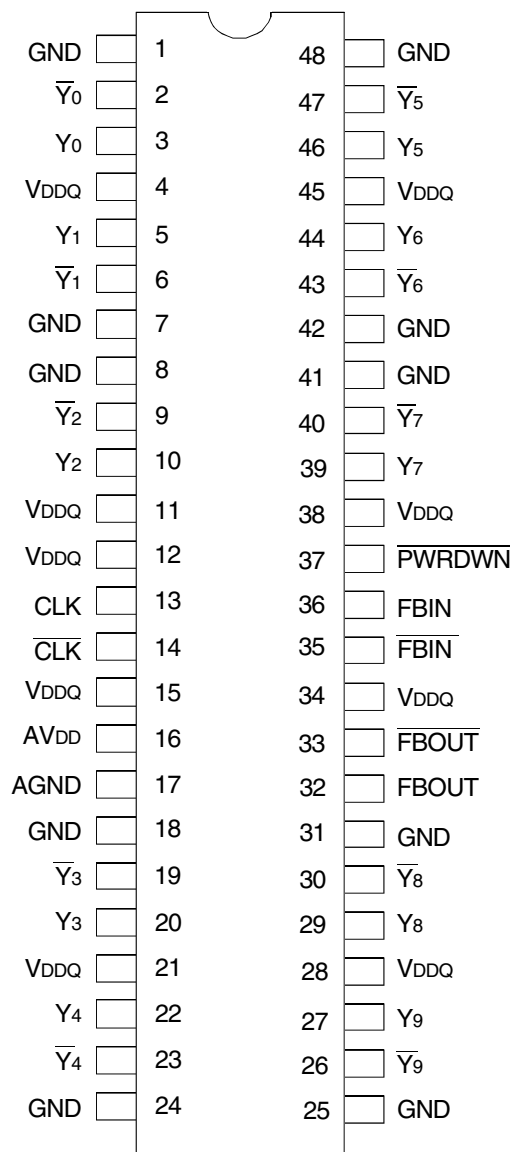 GND 1 48 GND
Y̅0 2 47 Y̅5
Y0 3 46 Y5
VDDQ 4 45 VDDQ
Y1 5 44 Y6
Y̅1 6 43 Y̅6
GND 7 42 GND
GND 8 41 GND
Y̅2 9 40 Y̅7
Y2 10 39 Y7
VDDQ 11 38 VDDQ
VDDQ 12 37 P̅W̅R̅D̅W̅N̅
CLK 13 36 FBIN
C̅L̅K̅ 14 35 F̅B̅I̅N̅
VDDQ 15 34 VDDQ
AVDD 16 33 F̅B̅O̅U̅T̅
AGND 17 32 FBOUT
GND 18 31 GND
Y̅3 19 30 Y̅8
Y3 20 29 Y8
VDDQ 21 28 VDDQ
Y4 22 27 Y9
Y̅4 23 26 Y̅9
GND 24 25 GND